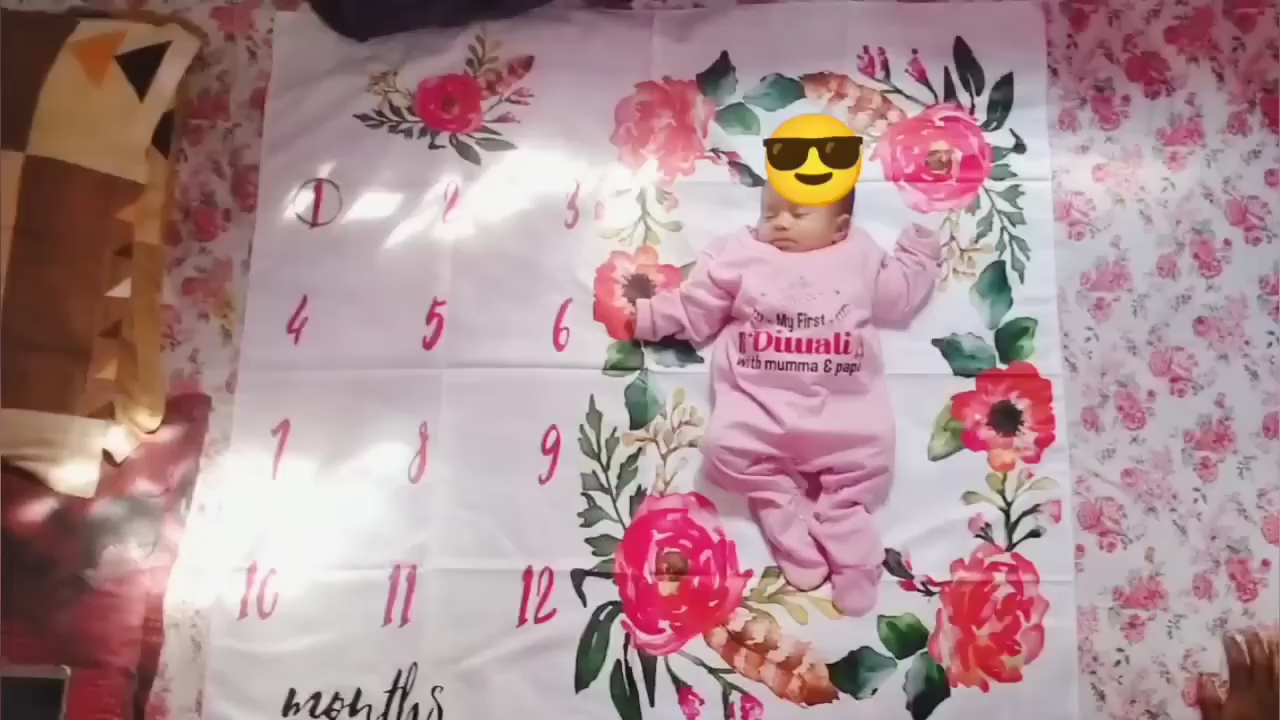 1 2 3
4 5 6
7 8 9
10 11 12
months
My First
Diwali
with mumma & papa